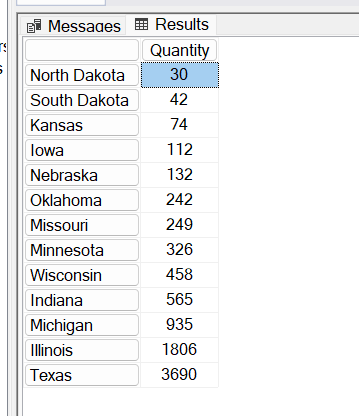 Messages Results
Quantity
North Dakota 30
South Dakota 42
Kansas 74
Iowa 112
Nebraska 132
Oklahoma 242
Missouri 249
Minnesota 326
Wisconsin 458
Indiana 565
Michigan 935
Illinois 1806
Texas 3690